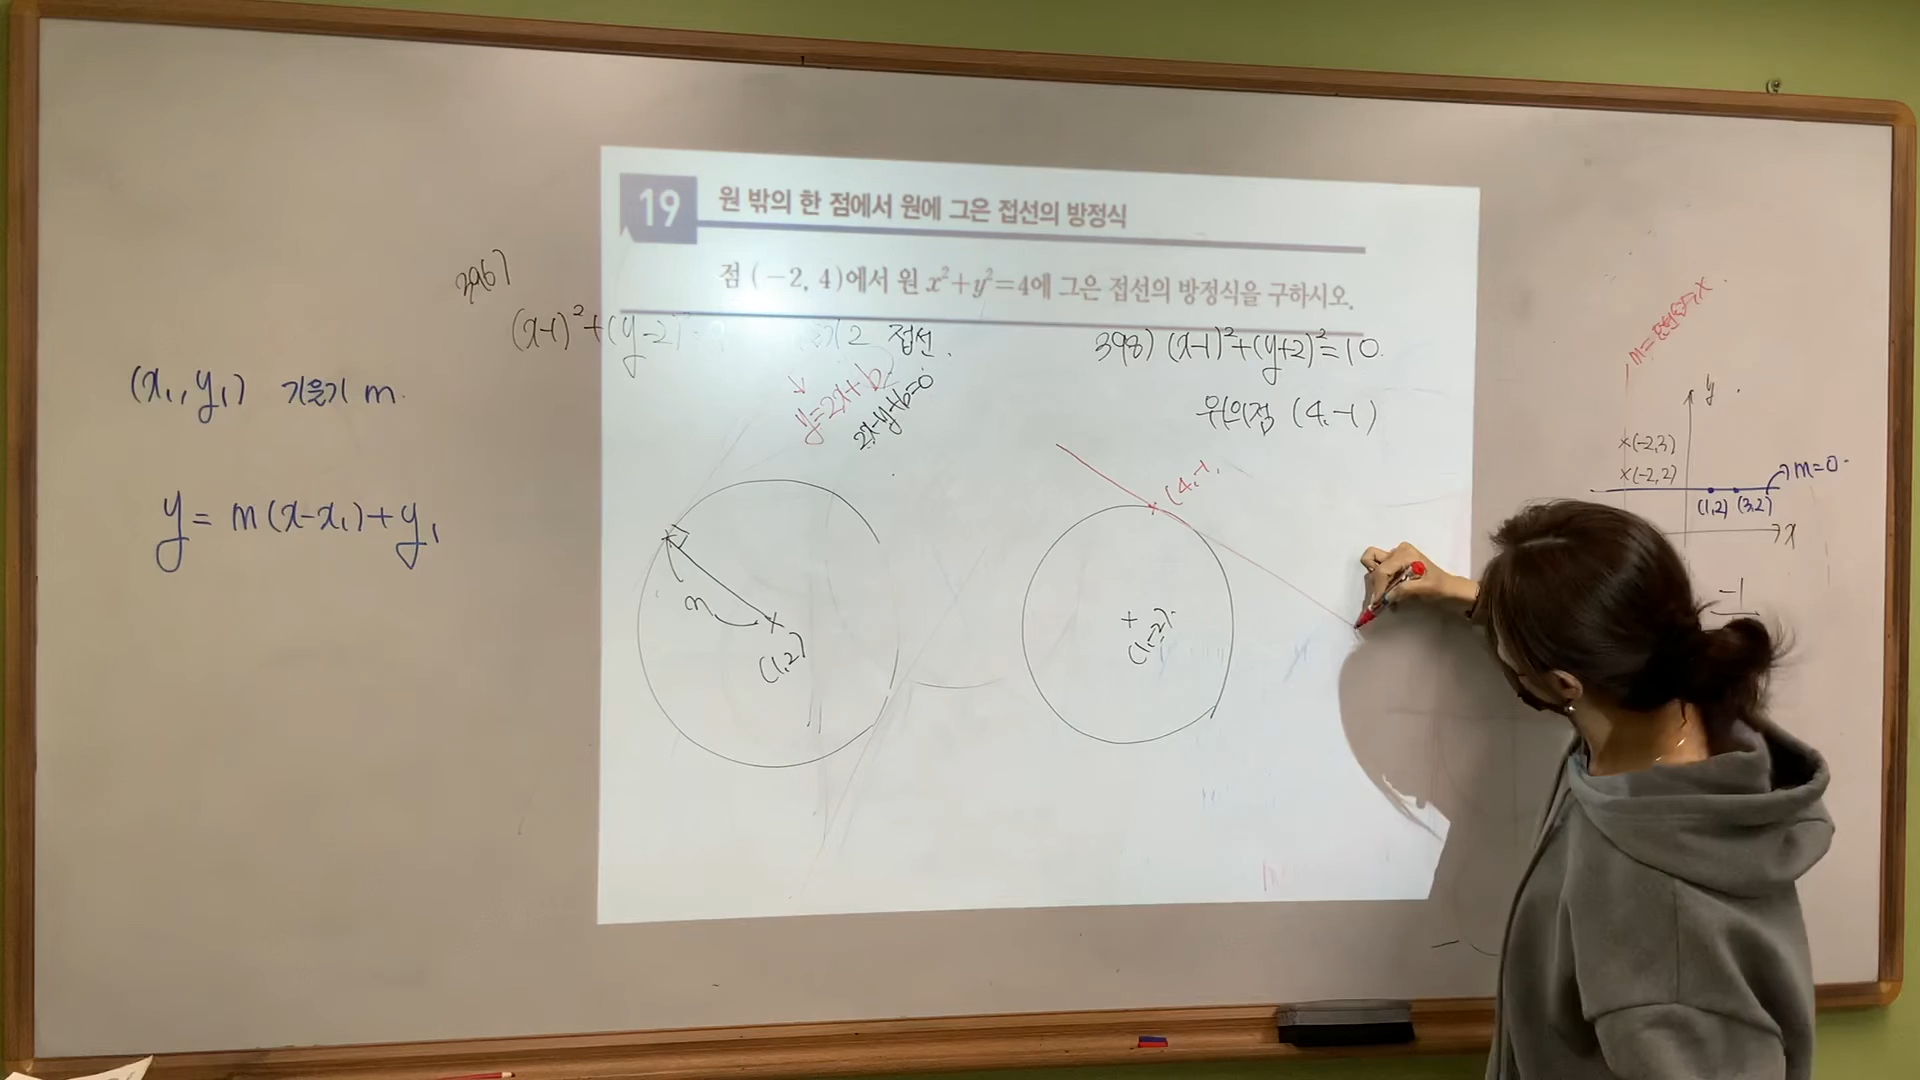 19 원 밖의 한 점에서 원에 그은 접선의 방정식
점 (-2, 4)에서 원 x²+y²=4에 그은 접선의 방정식을 구하시오.
(x₁, y₁) 기울기 m.
y = m(x-x₁)+y₁
396)
(x-1)²+(y-2)
2 접선.
y=2x+b
2x-y+b=0
(1,2)
398) (x-1)²+(y+2)²=10.
위의점 (4,-1)
(4,-1
(1,-2)
y
×(-2,3)
×(-2,2)
m=0.
(1,2) (3,2)
x
-1